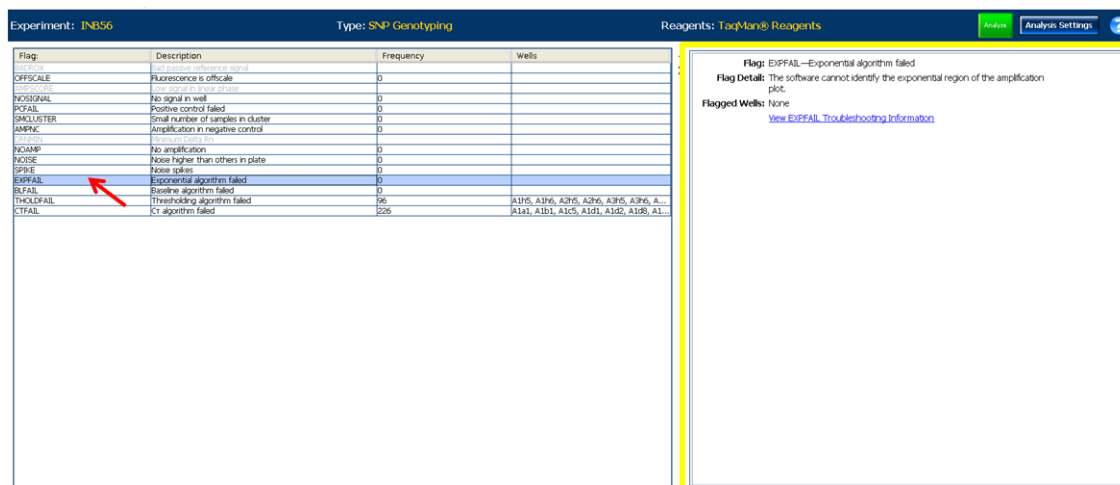 Experiment: INB56 Type: SNP Genotyping Reagents: TaqMan® Reagents Analyze Analysis Settings ?
Flag: Description Frequency Wells
BADROX Bad passive reference signal
OFFSCALE Fluorescence is offscale 0
AMPSCORE Low signal in linear phase
NOSIGNAL No signal in well 0
PCFAIL Positive control failed 0
SMCLUSTER Small number of samples in cluster 0
AMPNC Amplification in negative control 0
DRNMIN Minimum Delta Rn
NOAMP No amplification 0
NOISE Noise higher than others in plate 0
SPIKE Noise spikes 0
EXPFAIL Exponential algorithm failed 0
BLFAIL Baseline algorithm failed 0
THOLDFAIL Thresholding algorithm failed 96 A1h5, A1h6, A2h5, A2h6, A3h5, A3h6, A...
CTFAIL Cт algorithm failed 226 A1a1, A1b1, A1c5, A1d1, A1d2, A1d8, A1...
Flag: EXPFAIL—Exponential algorithm failed
Flag Detail: The software cannot identify the exponential region of the amplification
plot.
Flagged Wells: None
View EXPFAIL Troubleshooting Information